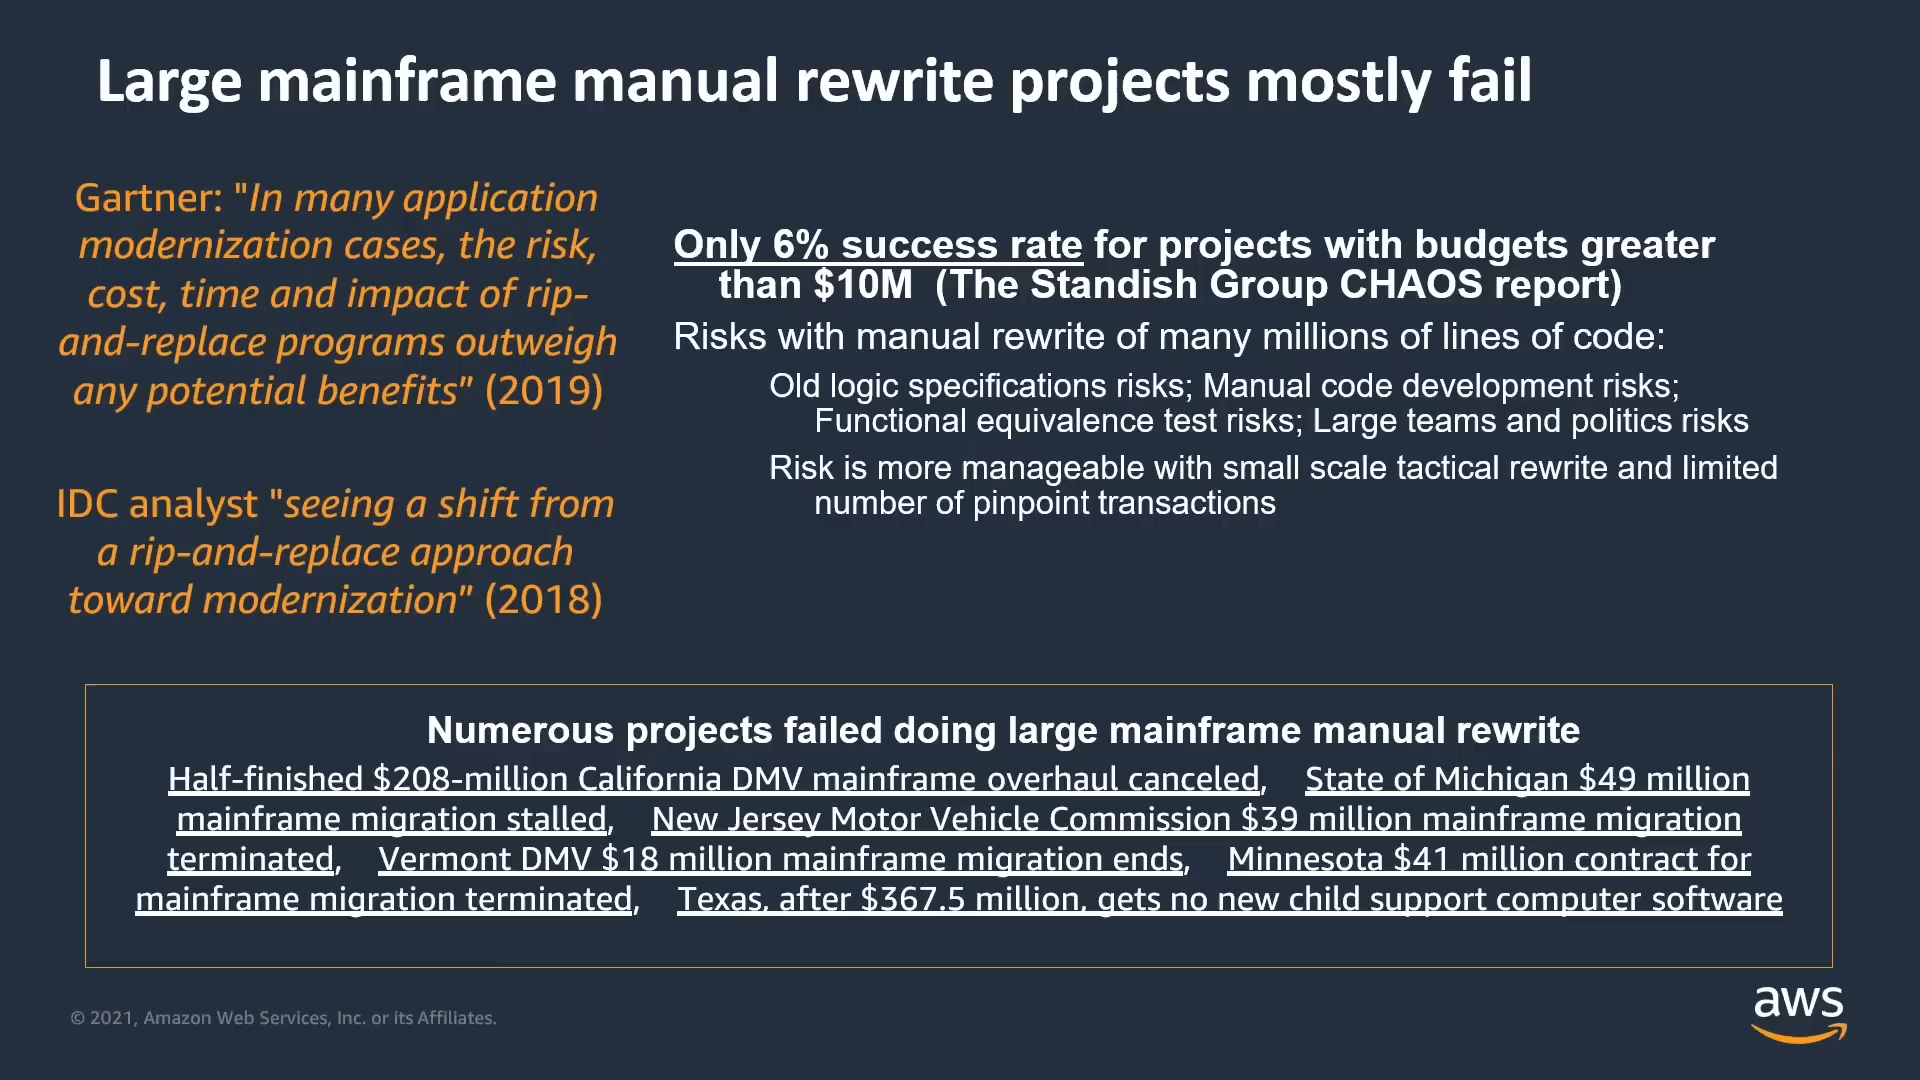 Large mainframe manual rewrite projects mostly fail
Gartner: "In many application
modernization cases, the risk,
cost, time and impact of rip-
and-replace programs outweigh
any potential benefits" (2019)
IDC analyst "seeing a shift from
a rip-and-replace approach
toward modernization" (2018)
Only 6% success rate for projects with budgets greater
than $10M (The Standish Group CHAOS report)
Risks with manual rewrite of many millions of lines of code:
Old logic specifications risks; Manual code development risks;
Functional equivalence test risks; Large teams and politics risks
Risk is more manageable with small scale tactical rewrite and limited
number of pinpoint transactions
Numerous projects failed doing large mainframe manual rewrite
Half-finished $208-million California DMV mainframe overhaul canceled, State of Michigan $49 million
mainframe migration stalled, New Jersey Motor Vehicle Commission $39 million mainframe migration
terminated, Vermont DMV $18 million mainframe migration ends, Minnesota $41 million contract for
mainframe migration terminated, Texas, after $367.5 million, gets no new child support computer software
© 2021, Amazon Web Services, Inc. or its Affiliates.
aws